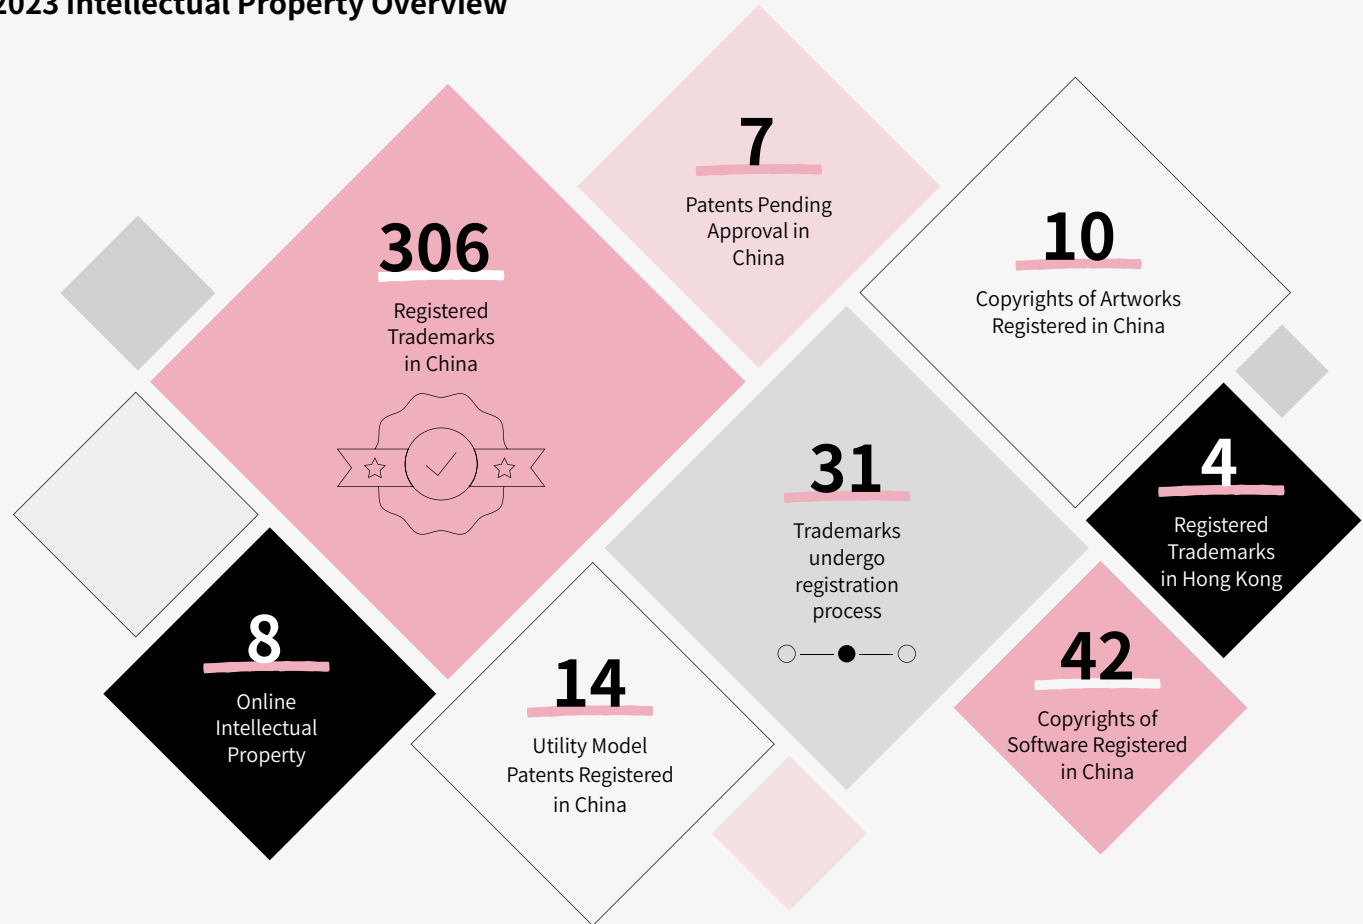 2023 Intellectual Property Overview
7
Patents Pending
Approval in
China
306
Registered
Trademarks
in China
10
Copyrights of Artworks
Registered in China
31
Trademarks
undergo
registration
process
4
Registered
Trademarks
in Hong Kong
8
Online
Intellectual
Property
14
Utility Model
Patents Registered
in China
42
Copyrights of
Software Registered
in China